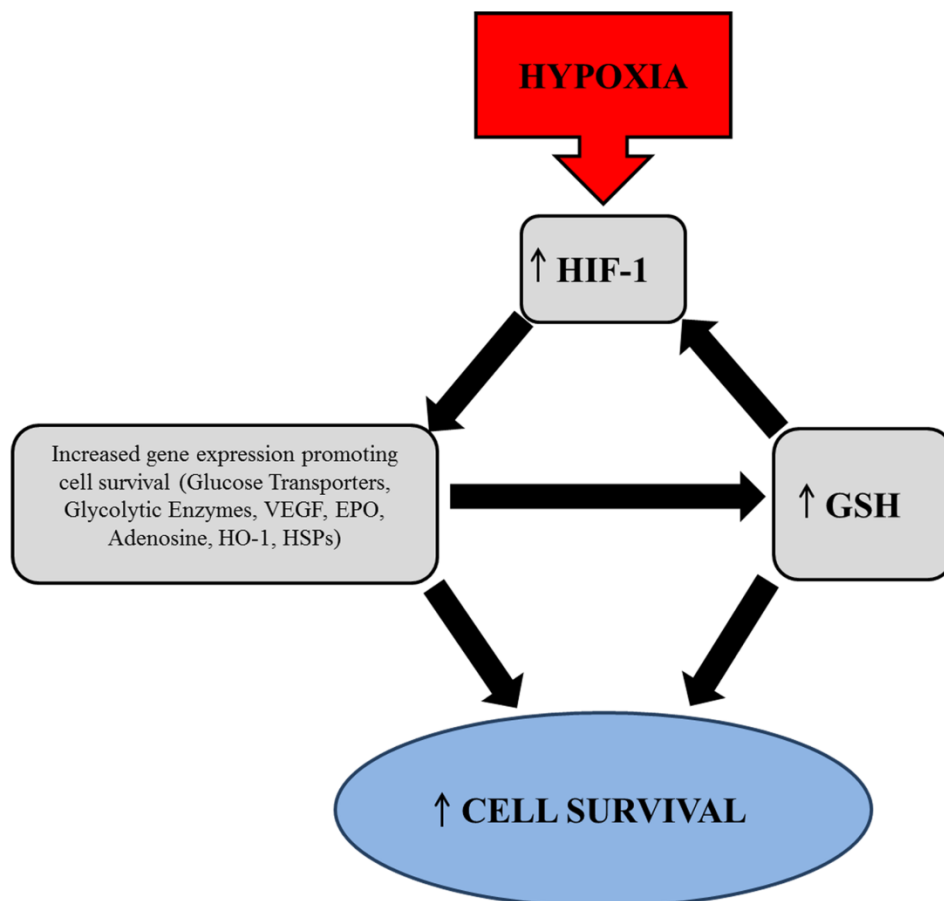 HYPOXIA
↑ HIF-1
Increased gene expression promoting
cell survival (Glucose Transporters,
Glycolytic Enzymes, VEGF, EPO,
Adenosine, HO-1, HSPs)
↑ GSH
↑ CELL SURVIVAL